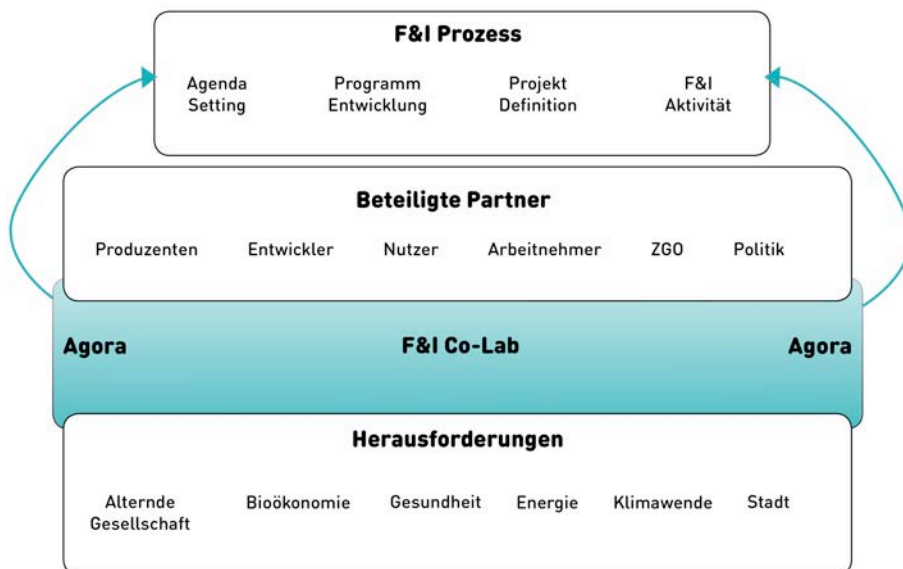 F&I Prozess
Agenda Programm Projekt F&I
Setting Entwicklung Definition Aktivität
Beteiligte Partner
Produzenten Entwickler Nutzer Arbeitnehmer ZGO Politik
Agora F&I Co-Lab Agora
Herausforderungen
Alternde Bioökonomie Gesundheit Energie Klimawende Stadt
Gesellschaft